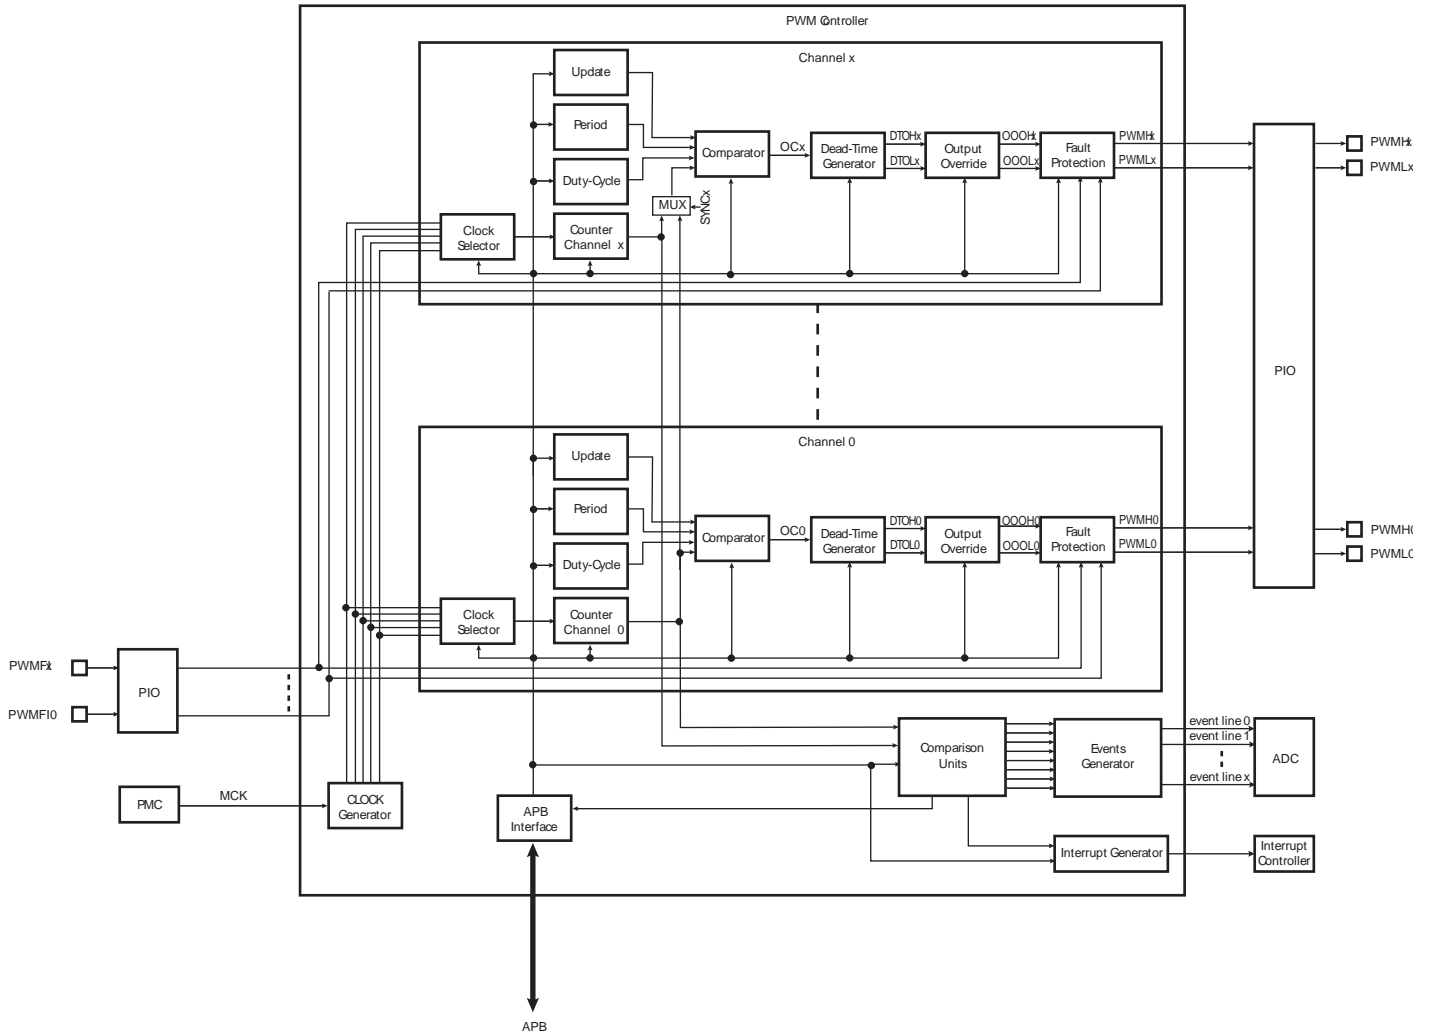 PWM Controller
Channel x
Update
Period
Duty-Cycle
MUX
SYNCx
Clock
Selector
Counter
Channel x
Comparator
OCx
Dead-Time
Generator
DTOHx
DTOLx
Output
Override
OOOHx
OOOLx
Fault
Protection
PWMHx
PWMLx
PIO
PWMHx
PWMLx
Channel 0
Update
Period
Duty-Cycle
Clock
Selector
Counter
Channel 0
Comparator
OC0
Dead-Time
Generator
DTOH0
DTOL0
Output
Override
OOOH0
OOOL0
Fault
Protection
PWMH0
PWML0
PWMH0
PWML0
PWMFIx
PWMFI0
PIO
PMC
MCK
CLOCK
Generator
APB
Interface
Comparison
Units
Events
Generator
event line 0
event line 1
event line x
ADC
Interrupt Generator
Interrupt
Controller
APB